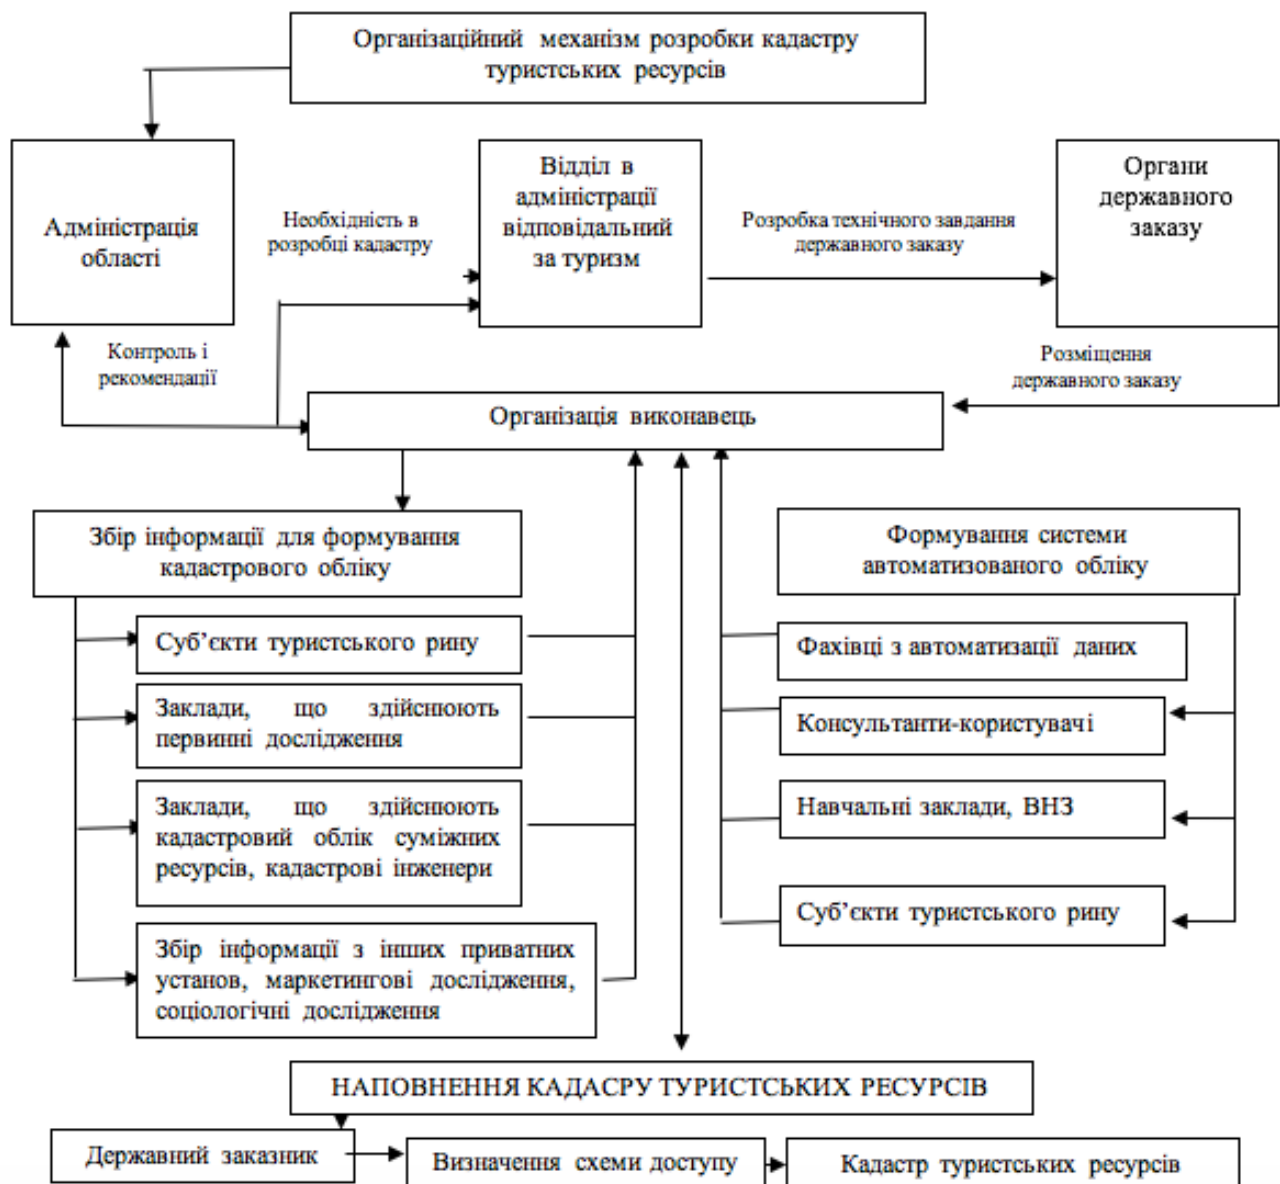 Організаційний механізм розробки кадастру
туристських ресурсів
Адміністрація
області
Необхідність в
розробці кадастру
Відділ в
адміністрації
відповідальний
за туризм
Розробка технічного завдання
державного заказу
Органи
державного
заказу
Контроль і
рекомендації
Розміщення
державного заказу
Організація виконавець
Збір інформації для формування
кадастрового обліку
Суб’єкти туристського рину
Заклади, що здійснюють
первинні дослідження
Заклади, що здійснюють
кадастровий облік суміжних
ресурсів, кадастрові інженери
Збір інформації з інших приватних
установ, маркетингові дослідження,
соціологічні дослідження
Формування системи
автоматизованого обліку
Фахівці з автоматизації даних
Консультанти-користувачі
Навчальні заклади, ВНЗ
Суб’єкти туристського рину
НАПОВНЕННЯ КАДАСРУ ТУРИСТСЬКИХ РЕСУРСІВ
Державний заказник
Визначення схеми доступу
Кадастр туристських ресурсів